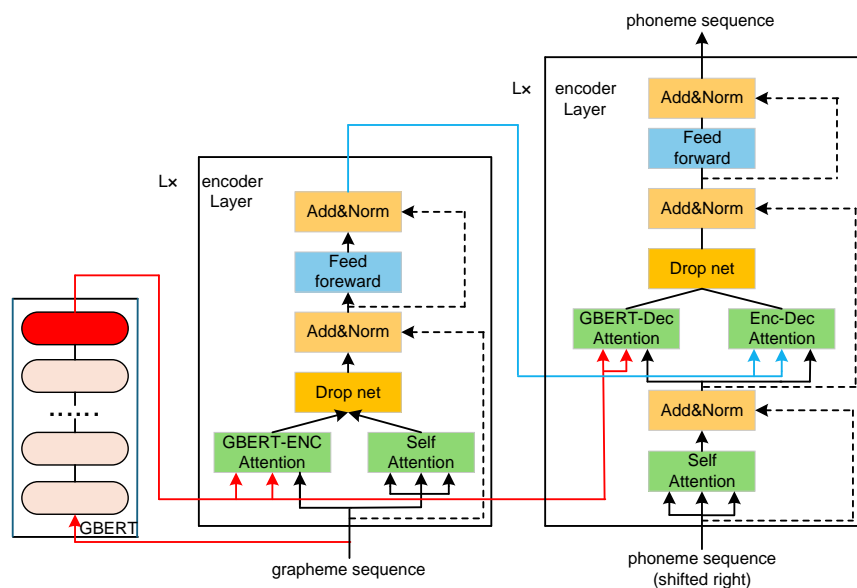 phoneme sequence
L×
encoder
Layer
Add&Norm
Feed
forward
Add&Norm
Drop net
GBERT-Dec
Attention
Enc-Dec
Attention
Add&Norm
Self
Attention
phoneme sequence
(shifted right)
L×
encoder
Layer
Add&Norm
Feed
foreward
Add&Norm
Drop net
GBERT-ENC
Attention
Self
Attention
grapheme sequence
......
GBERT